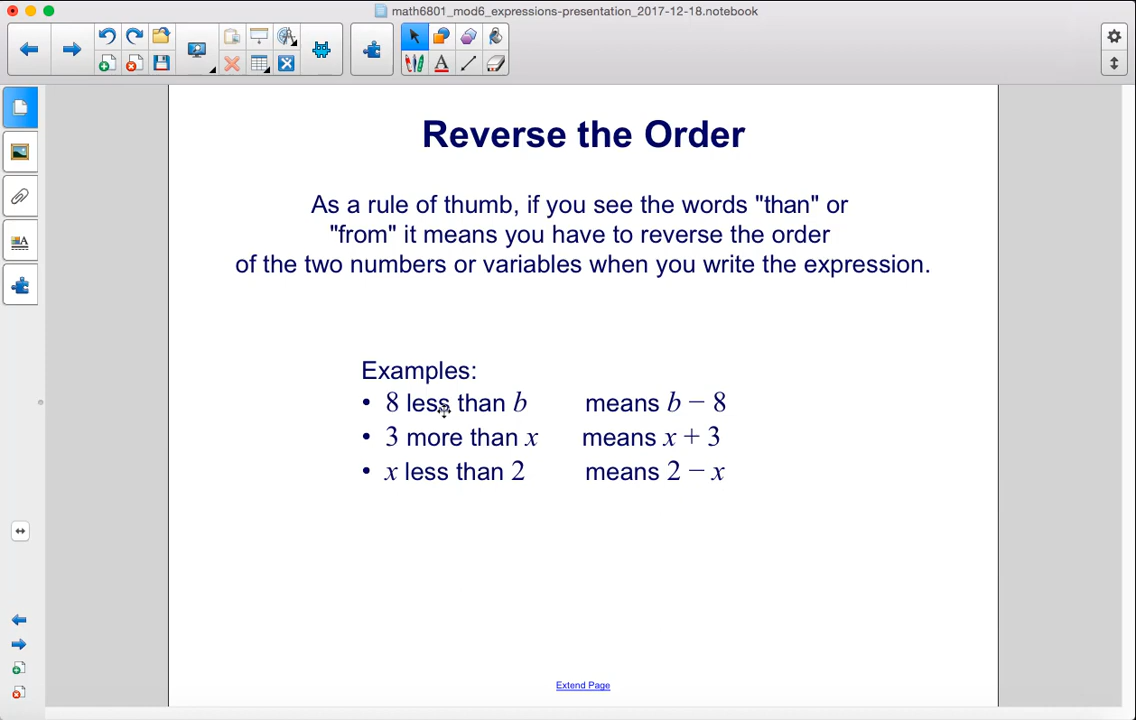 math6801_mod6_expressions-presentation_2017-12-18.notebook
Reverse the Order
As a rule of thumb, if you see the words "than" or
"from" it means you have to reverse the order
of the two numbers or variables when you write the expression.
Examples:
• 8 less than b means b − 8
• 3 more than x means x + 3
• x less than 2 means 2 − x
Extend Page